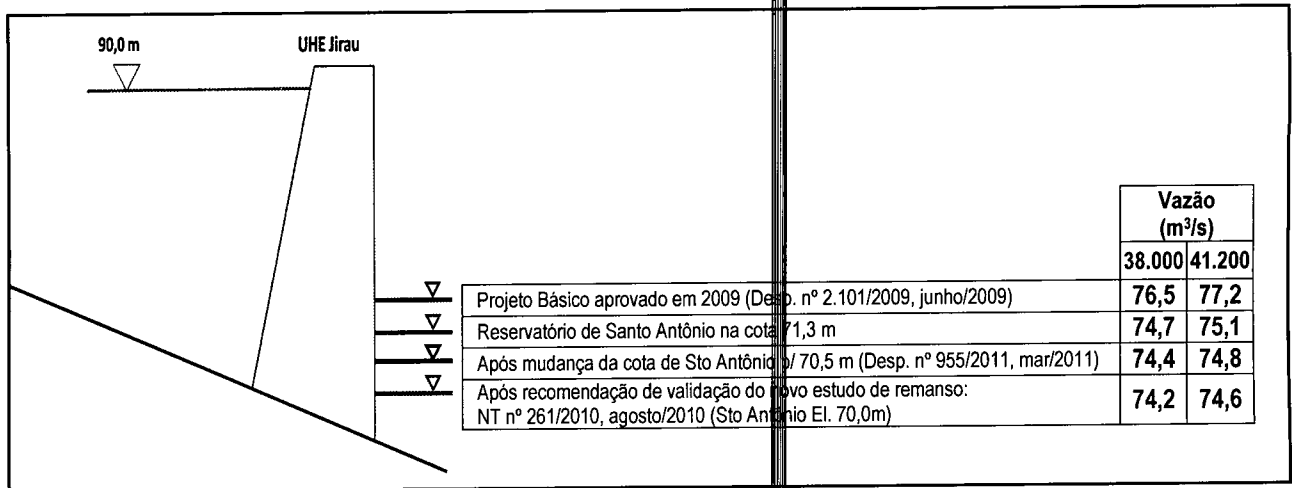 90,0 m
UHE Jirau
Vazão
(m³/s)
38.000 41.200
Projeto Básico aprovado em 2009 (Desp. nº 2.101/2009, junho/2009) 76,5 77,2
Reservatório de Santo Antônio na cota 71,3 m 74,7 75,1
Após mudança da cota de Sto Antônio p/ 70,5 m (Desp. nº 955/2011, mar/2011) 74,4 74,8
Após recomendação de validação do novo estudo de remanso:
NT nº 261/2010, agosto/2010 (Sto Antônio El. 70,0m) 74,2 74,6